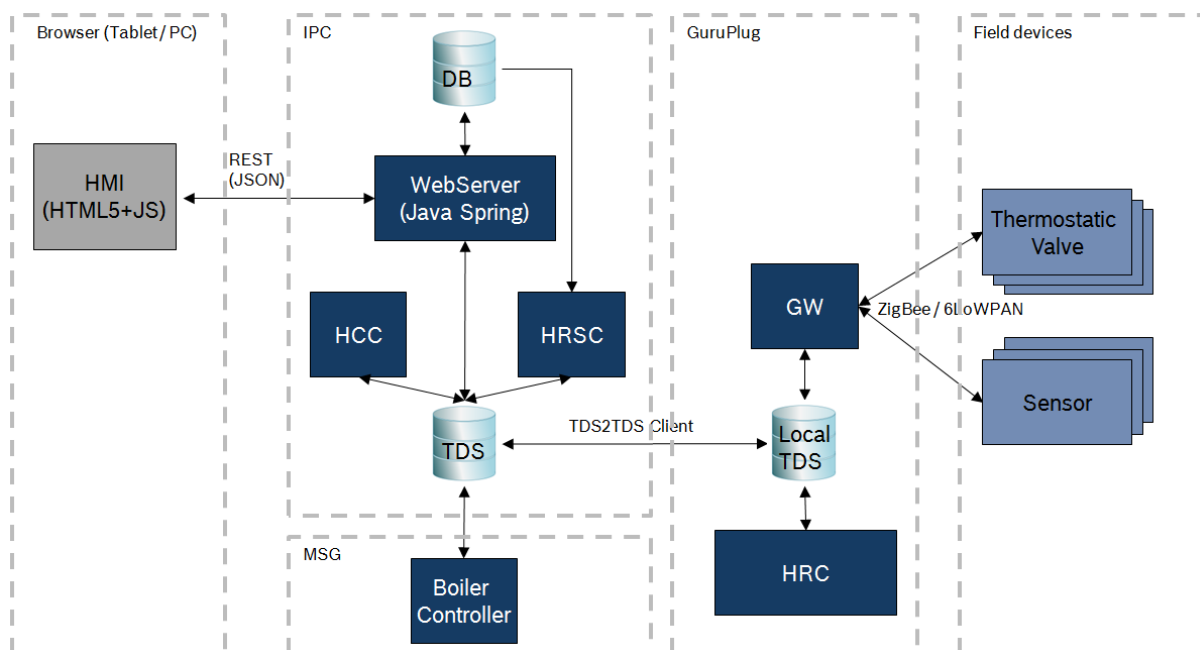 Browser (Tablet / PC)
IPC
GuruPlug
Field devices
DB
REST
(JSON)
HMI
(HTML5+JS)
WebServer
(Java Spring)
Thermostatic
Valve
HCC
HRSC
GW
ZigBee / 6LoWPAN
Sensor
TDS2TDS Client
TDS
Local
TDS
MSG
Boiler
Controller
HRC